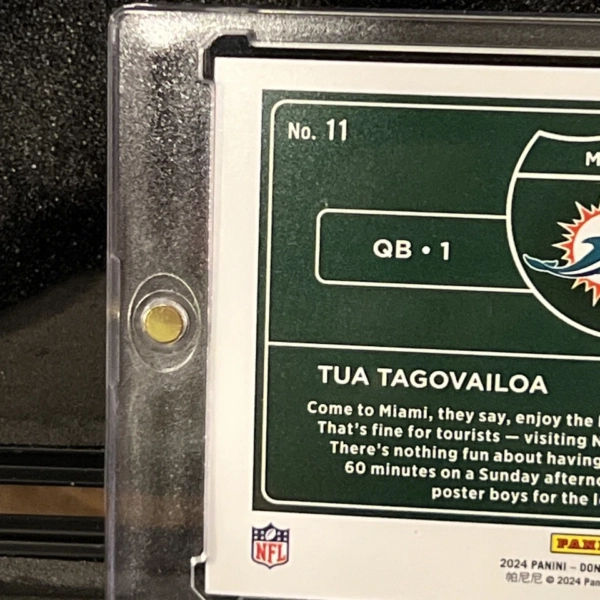 No. 11
M
QB • 1
TUA TAGOVAILOA
Come to Miami, they say, enjoy the
That's fine for tourists — visiting N
There's nothing fun about having
60 minutes on a Sunday afterno
poster boys for the l
NFL
PANI
2024 PANINI – DON
帕尼尼 © 2024 Pan